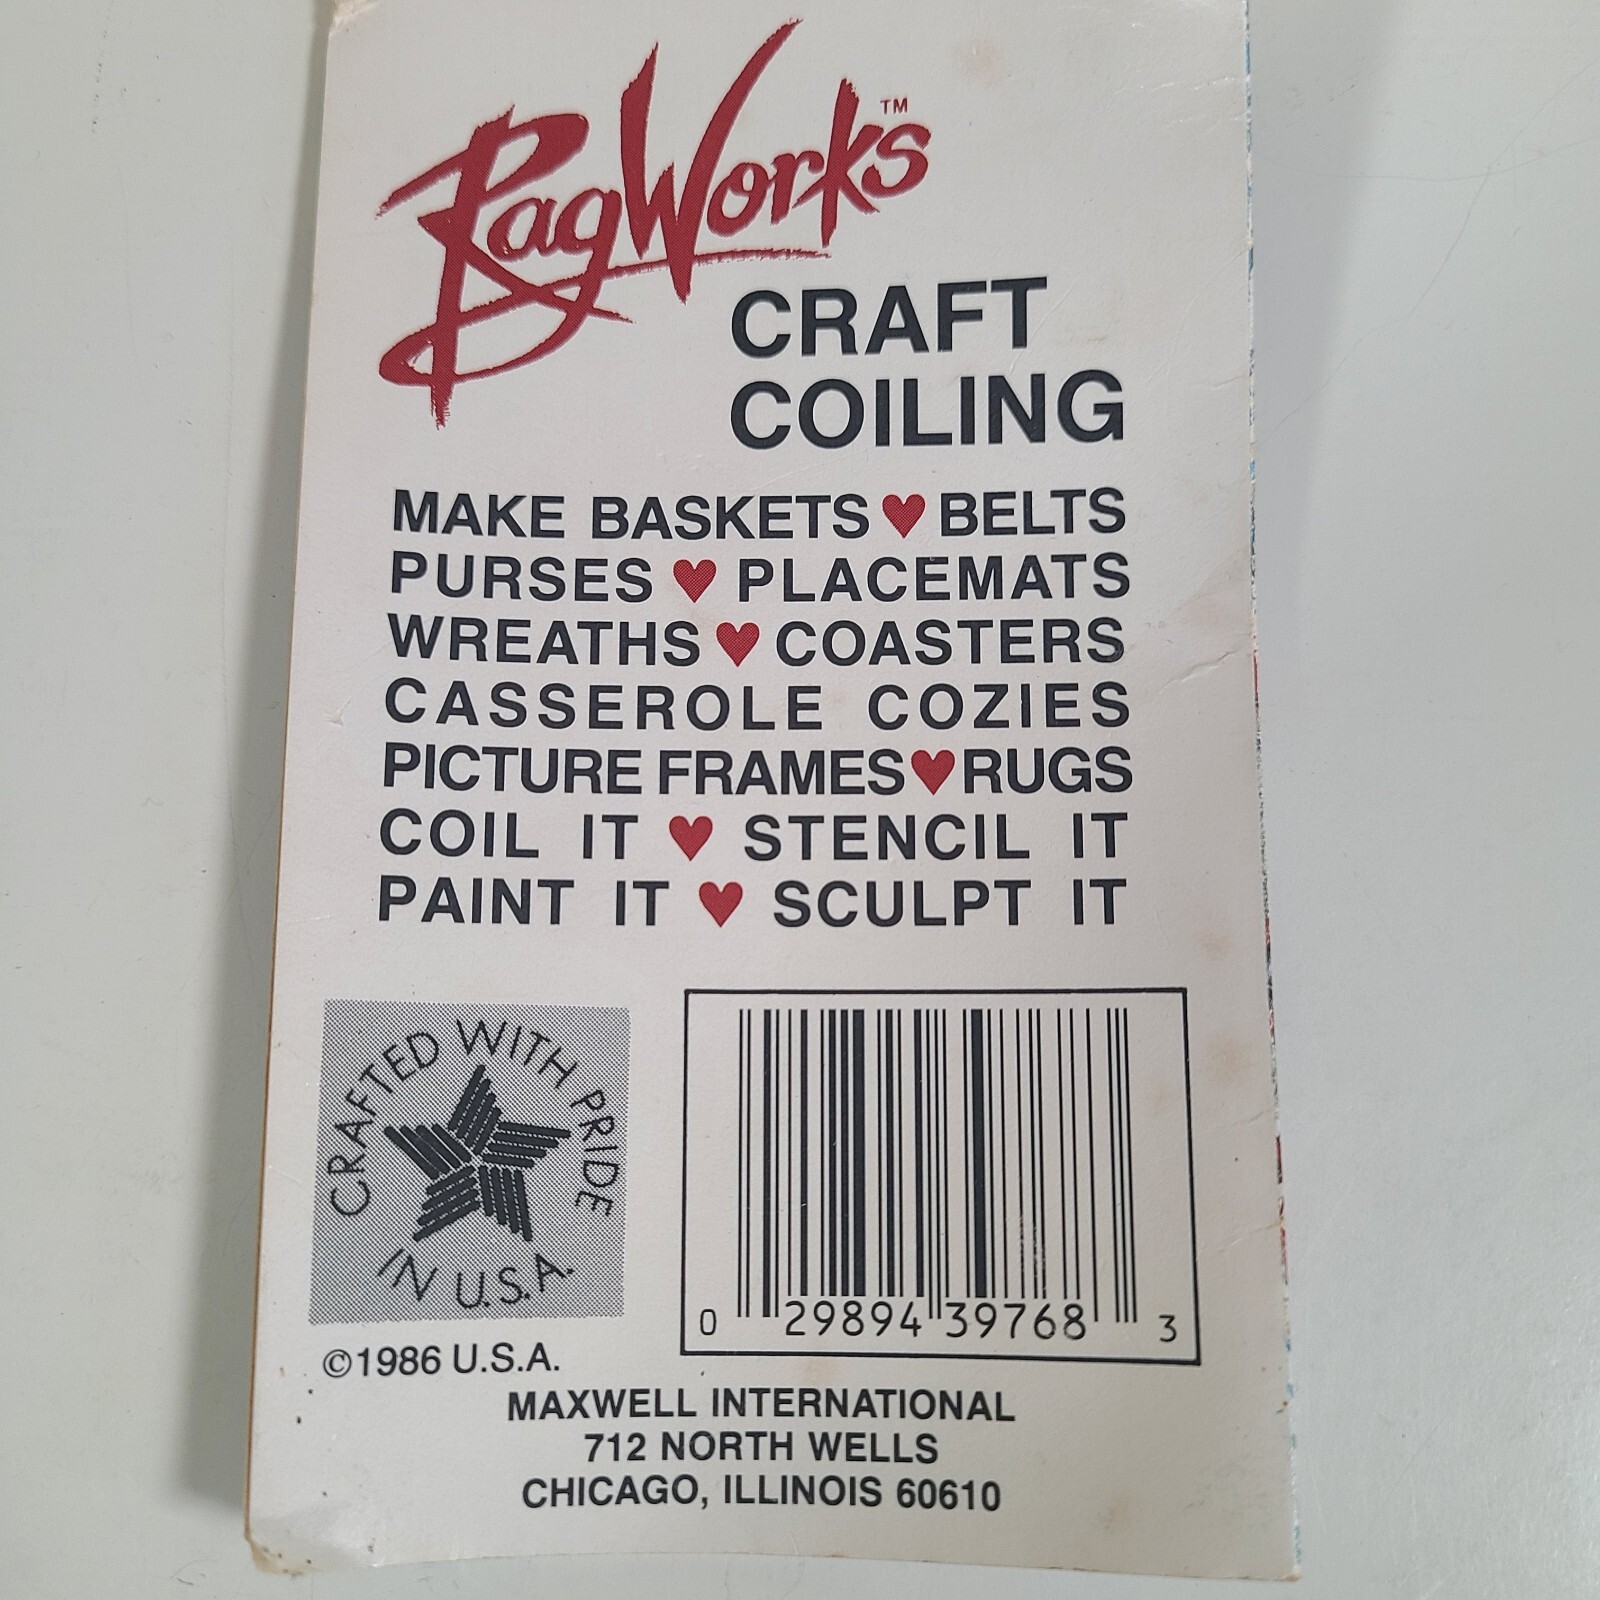 RagWorks™
CRAFT
COILING
MAKE BASKETS ♥ BELTS
PURSES ♥ PLACEMATS
WREATHS ♥ COASTERS
CASSEROLE COZIES
PICTURE FRAMES ♥ RUGS
COIL IT ♥ STENCIL IT
PAINT IT ♥ SCULPT IT
CRAFTED WITH PRIDE
IN U.S.A.
0 29894 39768 3
©1986 U.S.A.
MAXWELL INTERNATIONAL
712 NORTH WELLS
CHICAGO, ILLINOIS 60610